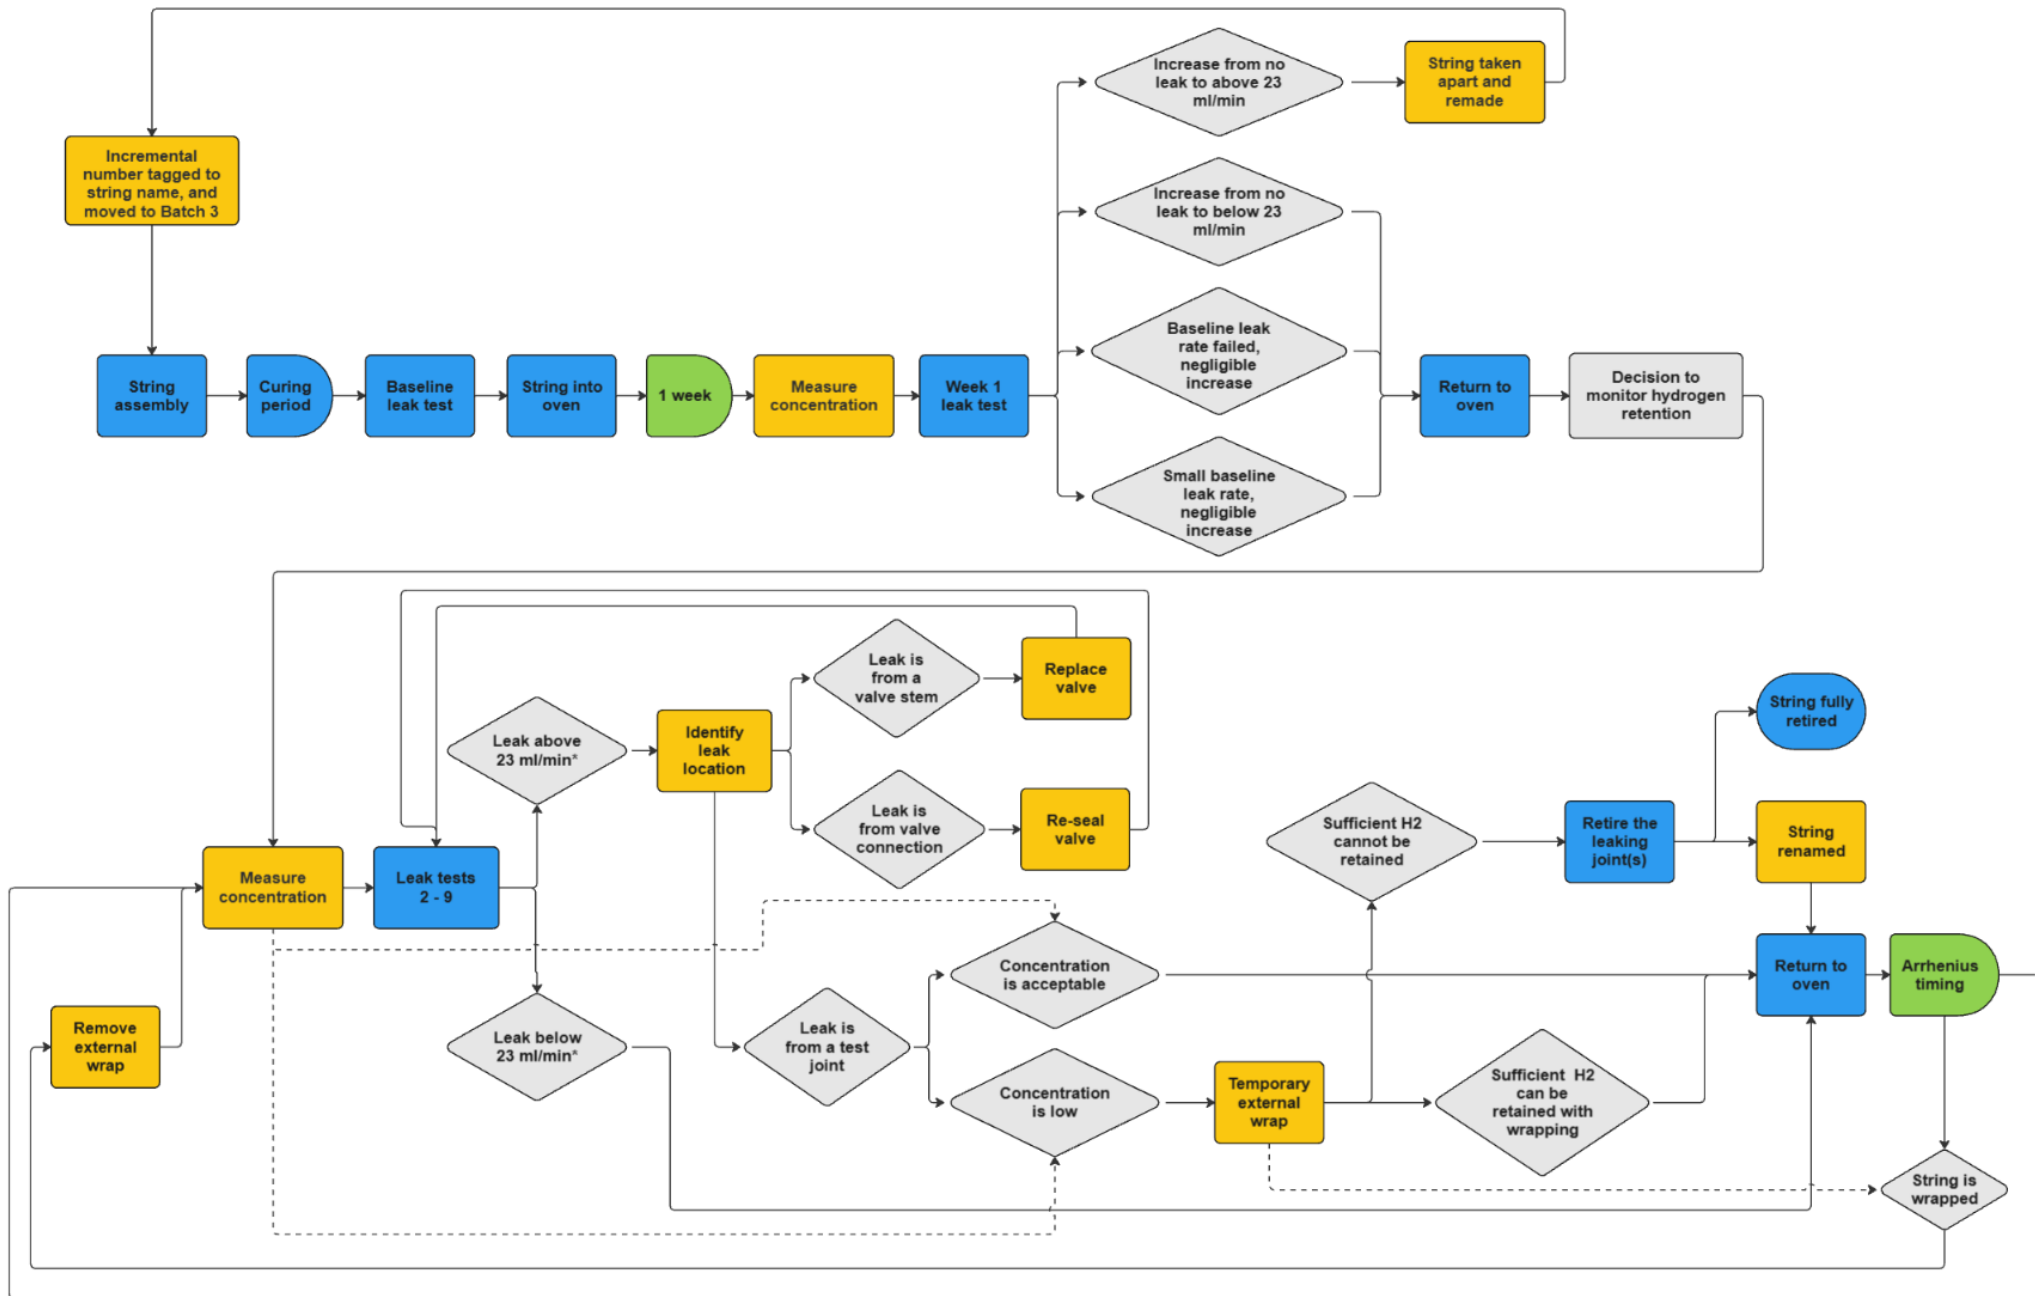 Increase from no
leak to above 23
ml/min
String taken
apart and
remade
Incremental
number tagged to
string name, and
moved to Batch 3
Increase from no
leak to below 23
ml/min
Baseline leak
rate failed,
negligible
increase
Small baseline
leak rate,
negligible
increase
String
assembly
Curing
period
Baseline
leak test
String into
oven
1 week
Measure
concentration
Week 1
leak test
Return to
oven
Decision to
monitor hydrogen
retention
Leak is
from a
valve stem
Replace
valve
Leak above
23 ml/min*
Identify
leak
location
Leak is
from valve
connection
Re-seal
valve
String fully
retired
Sufficient H2
cannot be
retained
Retire the
leaking
joint(s)
String
renamed
Measure
concentration
Leak tests
2 - 9
Concentration
is acceptable
Return to
oven
Arrhenius
timing
Remove
external
wrap
Leak below
23 ml/min*
Leak is
from a test
joint
Concentration
is low
Temporary
external
wrap
Sufficient H2
can be
retained with
wrapping
String is
wrapped